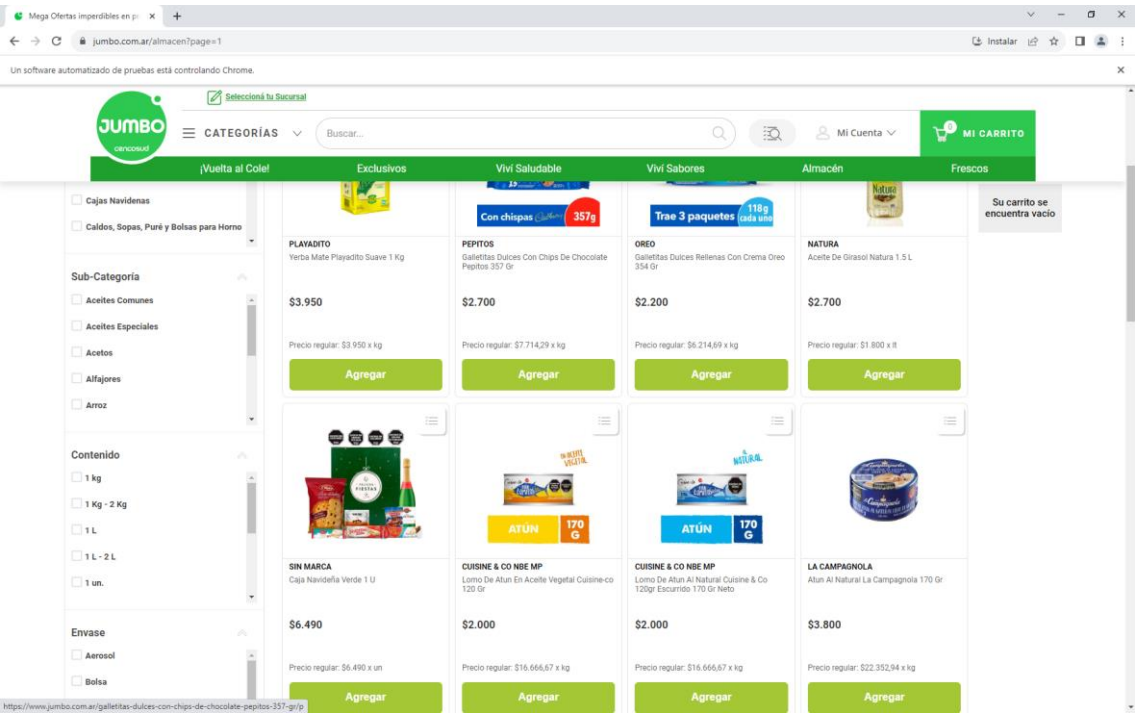 Mega Ofertas imperdibles en p
jumbo.com.ar/almacen?page=1
Instalar
Un software automatizado de pruebas está controlando Chrome.
Seleccioná tu Sucursal
JUMBO
cencosud
CATEGORÍAS
Buscar...
Mi Cuenta
0
MI CARRITO
¡Vuelta al Cole!
Exclusivos
Viví Saludable
Viví Sabores
Almacén
Frescos
Cajas Navidenas
Caldos, Sopas, Puré y Bolsas para Horno
Sub-Categoría
Aceites Comunes
Aceites Especiales
Acetos
Alfajores
Arroz
Contenido
1 kg
1 Kg - 2 Kg
1 L
1 L - 2 L
1 un.
Envase
Aerosol
Bolsa
Con chispas
357g
Trae 3 paquetes
118g
cada uno
Natura
Su carrito se
encuentra vacío
PLAYADITO
Yerba Mate Playadito Suave 1 Kg
$3.950
Precio regular: $3.950 x kg
Agregar
PEPITOS
Galletitas Dulces Con Chips De Chocolate
Pepitos 357 Gr
$2.700
Precio regular: $7.714,29 x kg
Agregar
OREO
Galletitas Dulces Rellenas Con Crema Oreo
354 Gr
$2.200
Precio regular: $6.214,69 x kg
Agregar
NATURA
Aceite De Girasol Natura 1.5 L
$2.700
Precio regular: $1.800 x lt
Agregar
FIESTAS
SIN MARCA
Caja Navideña Verde 1 U
$6.490
Precio regular: $6.490 x un
Agregar
EN ACEITE
VEGETAL
ATÚN
170
G
CUISINE & CO NBE MP
Lomo De Atun En Aceite Vegetal Cuisine-co
120 Gr
$2.000
Precio regular: $16.666,67 x kg
Agregar
AL
NATURAL
ATÚN
170
G
CUISINE & CO NBE MP
Lomo De Atun Al Natural Cuisine & Co
120gr Escurrido 170 Gr Neto
$2.000
Precio regular: $16.666,67 x kg
Agregar
La Campagnola
LA CAMPAGNOLA
Atun Al Natural La Campagnola 170 Gr
$3.800
Precio regular: $22.352,94 x kg
Agregar
https://www.jumbo.com.ar/galletitas-dulces-con-chips-de-chocolate-pepitos-357-gr/p